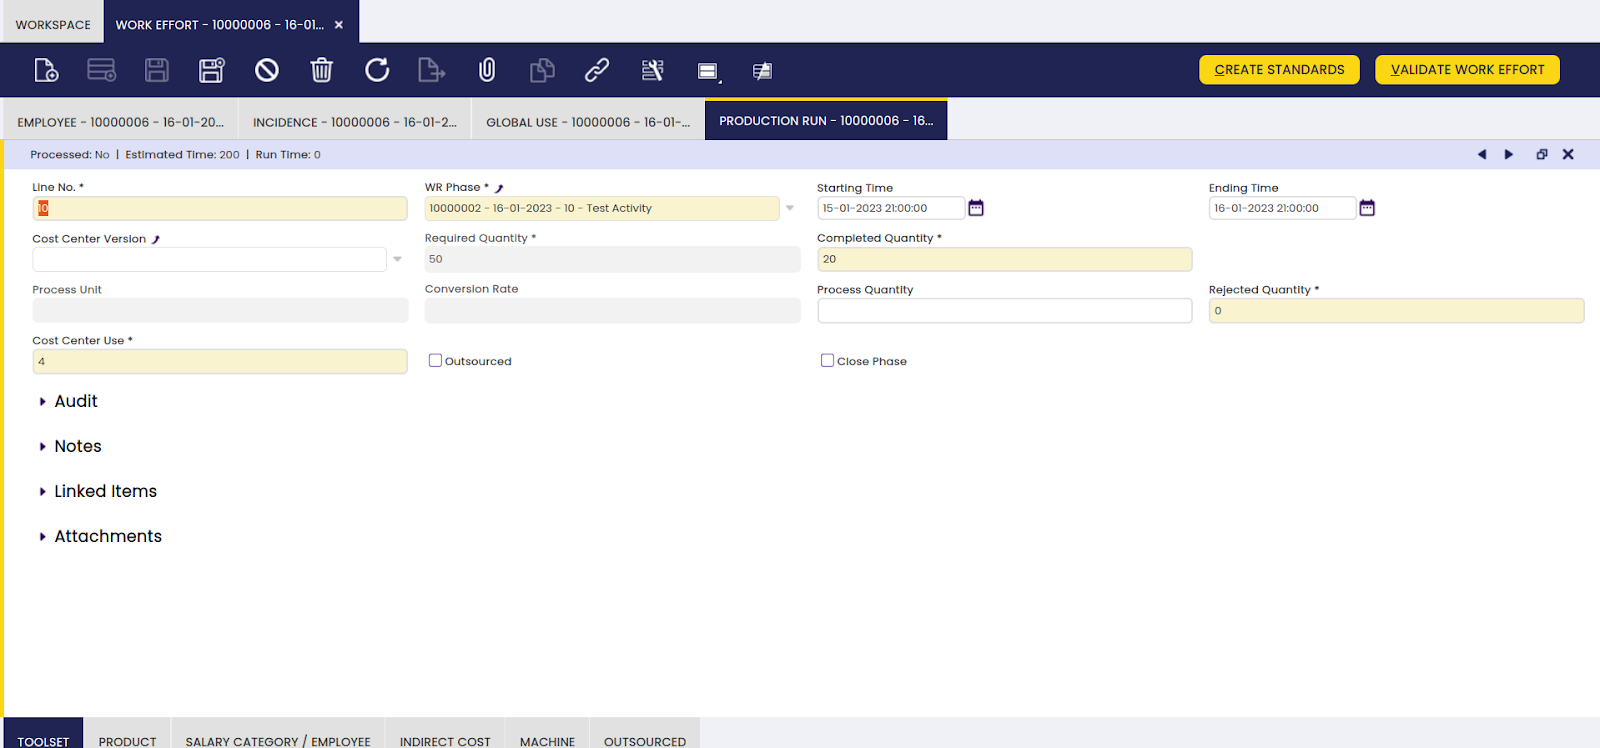 WORKSPACE
WORK EFFORT - 10000006 - 16-01...
CREATE STANDARDS
VALIDATE WORK EFFORT
EMPLOYEE - 10000006 - 16-01-20...
INCIDENCE - 10000006 - 16-01-2...
GLOBAL USE - 10000006 - 16-01-...
PRODUCTION RUN - 10000006 - 16...
Processed: No | Estimated Time: 200 | Run Time: 0
Line No. *
10
WR Phase *
10000002 - 16-01-2023 - 10 - Test Activity
Starting Time
15-01-2023 21:00:00
Ending Time
16-01-2023 21:00:00
Cost Center Version
Required Quantity *
50
Completed Quantity *
20
Process Unit
Conversion Rate
Process Quantity
Rejected Quantity *
0
Cost Center Use *
4
Outsourced
Close Phase
Audit
Notes
Linked Items
Attachments
TOOLSET
PRODUCT
SALARY CATEGORY / EMPLOYEE
INDIRECT COST
MACHINE
OUTSOURCED